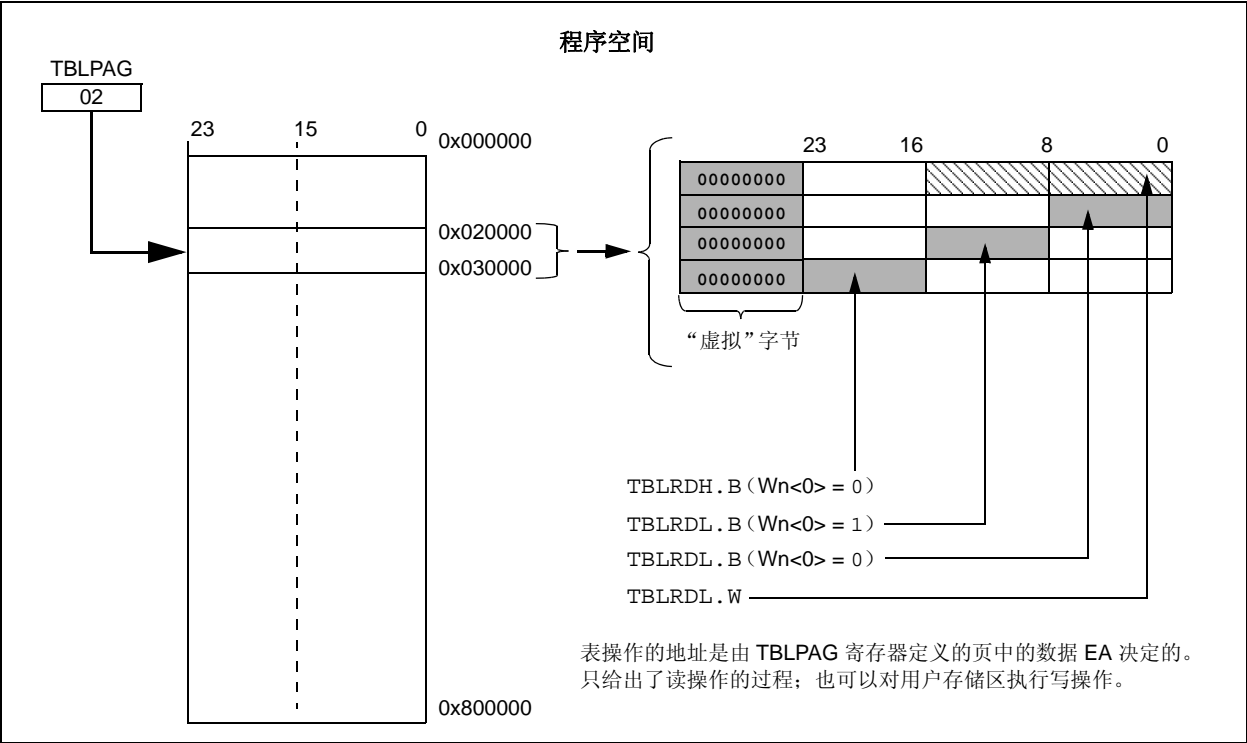 程序空间
TBLPAG
02
23 15 0
0x000000
0x020000
0x030000
0x800000
23 16 8 0
00000000
00000000
00000000
00000000
“虚拟”字节
TBLRDH.B（Wn<0> = 0）
TBLRDL.B（Wn<0> = 1）
TBLRDL.B（Wn<0> = 0）
TBLRDL.W
表操作的地址是由 TBLPAG 寄存器定义的页中的数据 EA 决定的。
只给出了读操作的过程；也可以对用户存储区执行写操作。